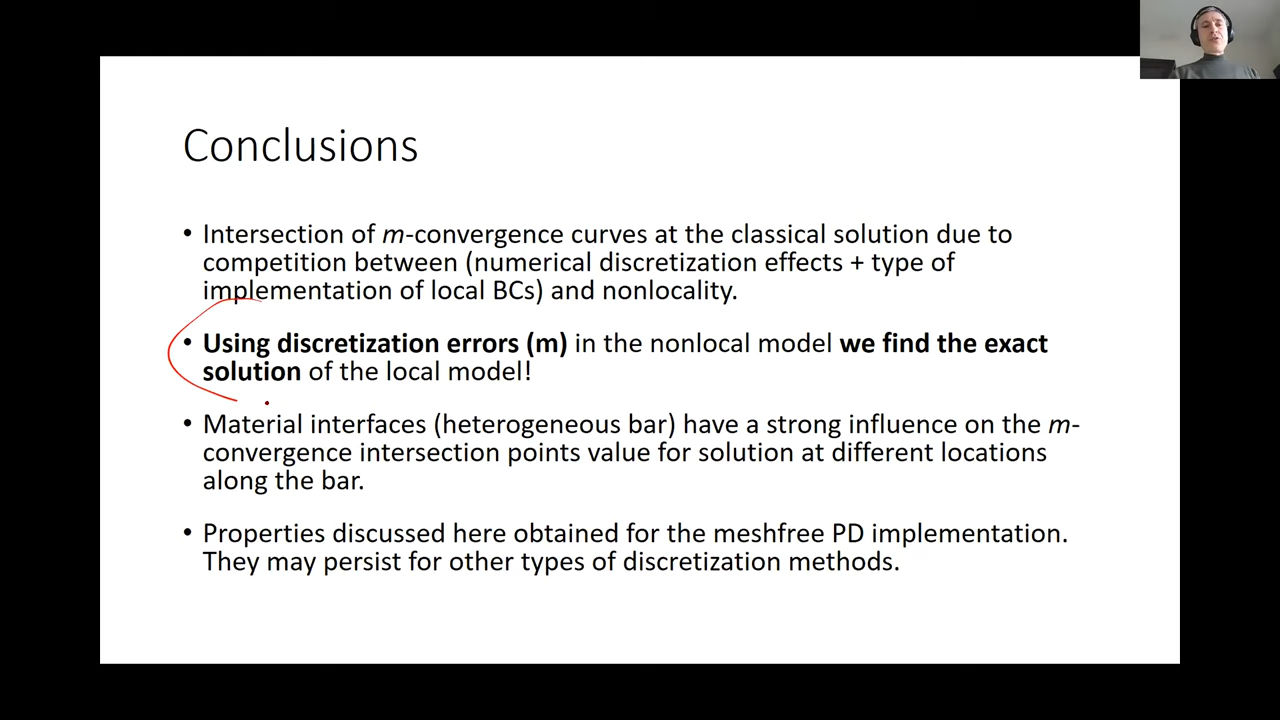 Conclusions
• Intersection of m-convergence curves at the classical solution due to
competition between (numerical discretization effects + type of
implementation of local BCs) and nonlocality.
• Using discretization errors (m) in the nonlocal model we find the exact
solution of the local model!
• Material interfaces (heterogeneous bar) have a strong influence on the m-
convergence intersection points value for solution at different locations
along the bar.
• Properties discussed here obtained for the meshfree PD implementation.
They may persist for other types of discretization methods.